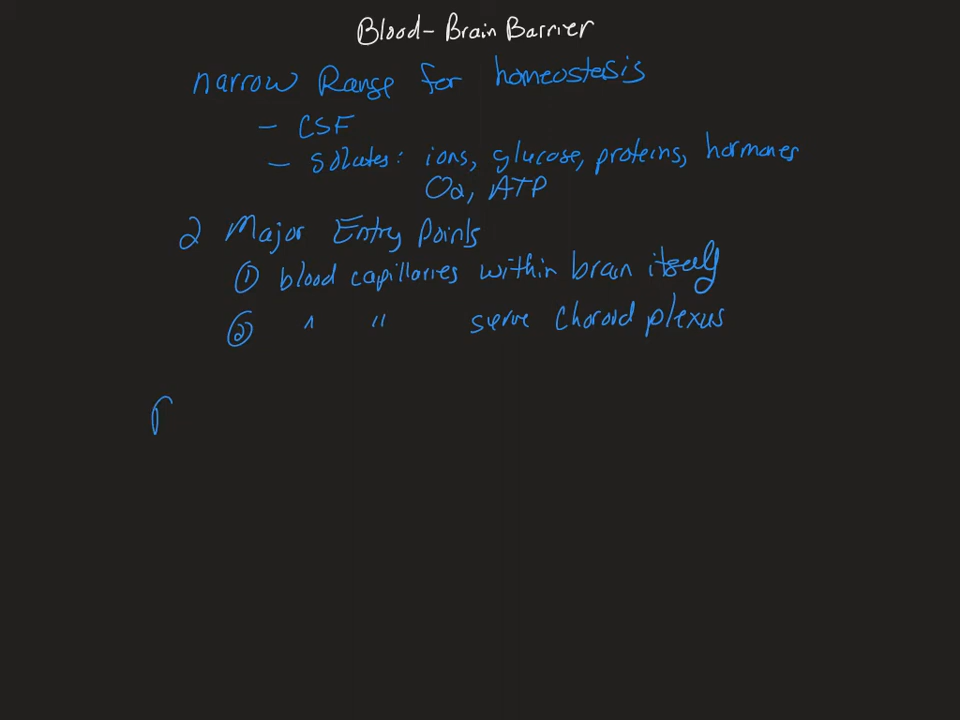 Blood-Brain Barrier
narrow Range for homeostasis
- CSF
- Solutes: ions, glucose, proteins, hormones
O2, ATP
2 Major Entry Points
① blood capillaries within brain itself
② " " serve Choroid plexus